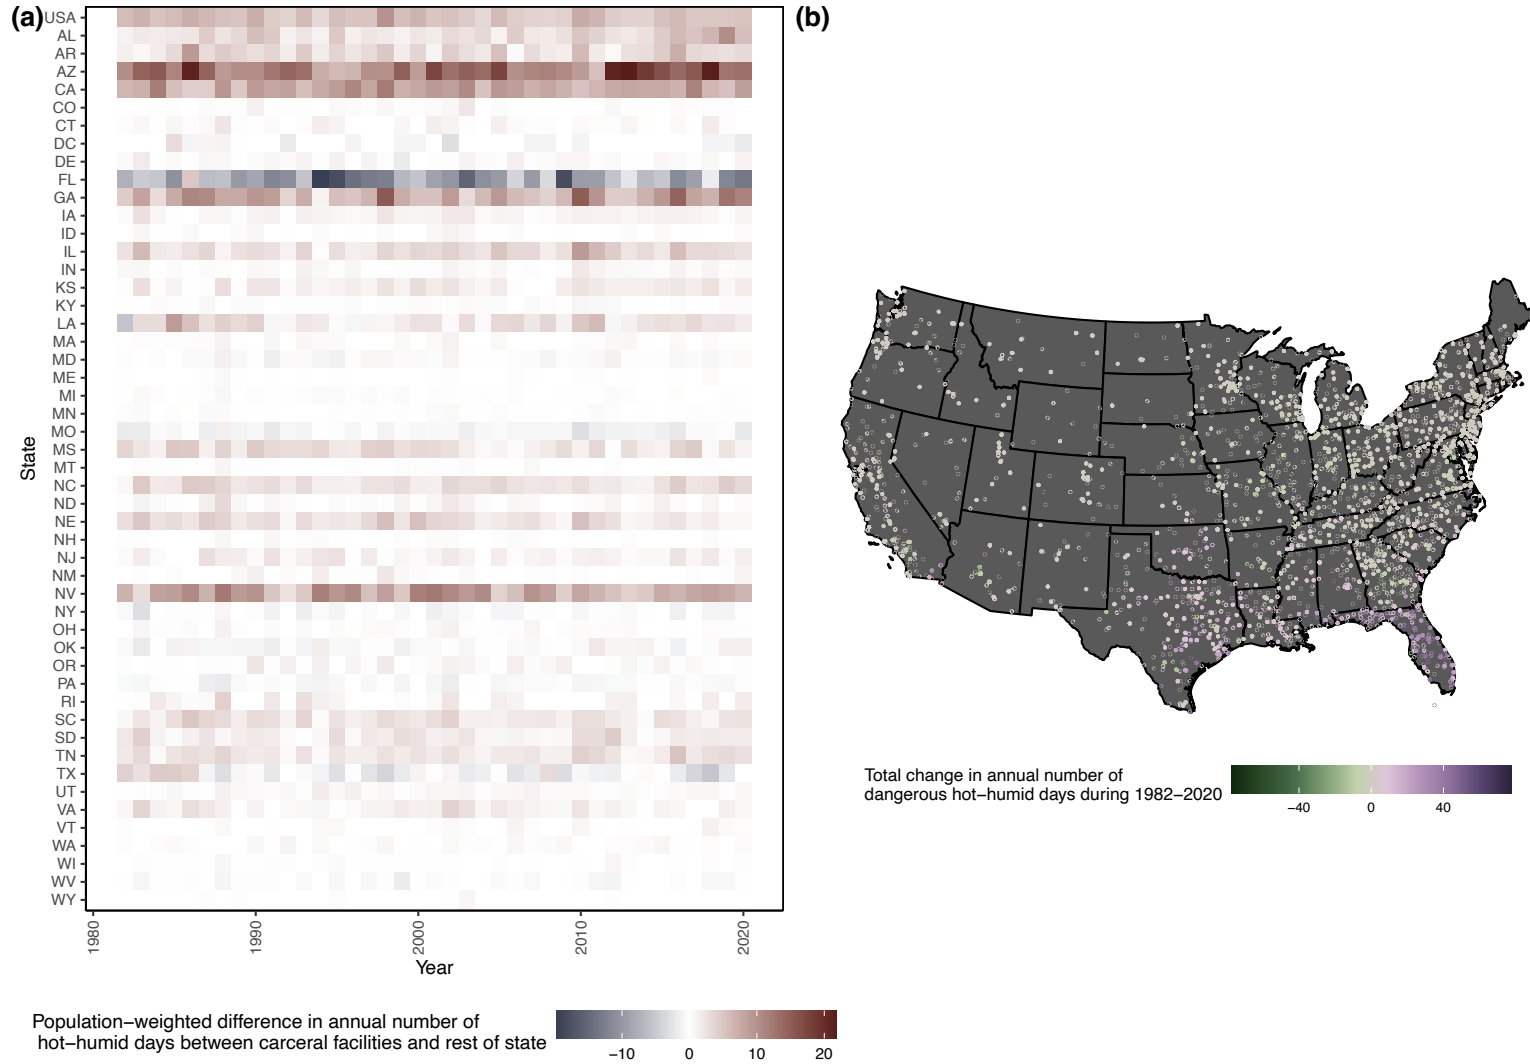 (a)
USA
AL
AR
AZ
CA
CO
CT
DC
DE
FL
GA
IA
ID
IL
IN
KS
KY
LA
MA
MD
ME
MI
MN
MO
MS
MT
NC
ND
NE
NH
NJ
NM
NV
NY
OH
OK
OR
PA
RI
SC
SD
TN
TX
UT
VA
VT
WA
WI
WV
WY
State
1980
1990
2000
2010
2020
Year
Population−weighted difference in annual number of
hot−humid days between carceral facilities and rest of state
−10
0
10
20
(b)
Total change in annual number of
dangerous hot−humid days during 1982−2020
−40
0
40